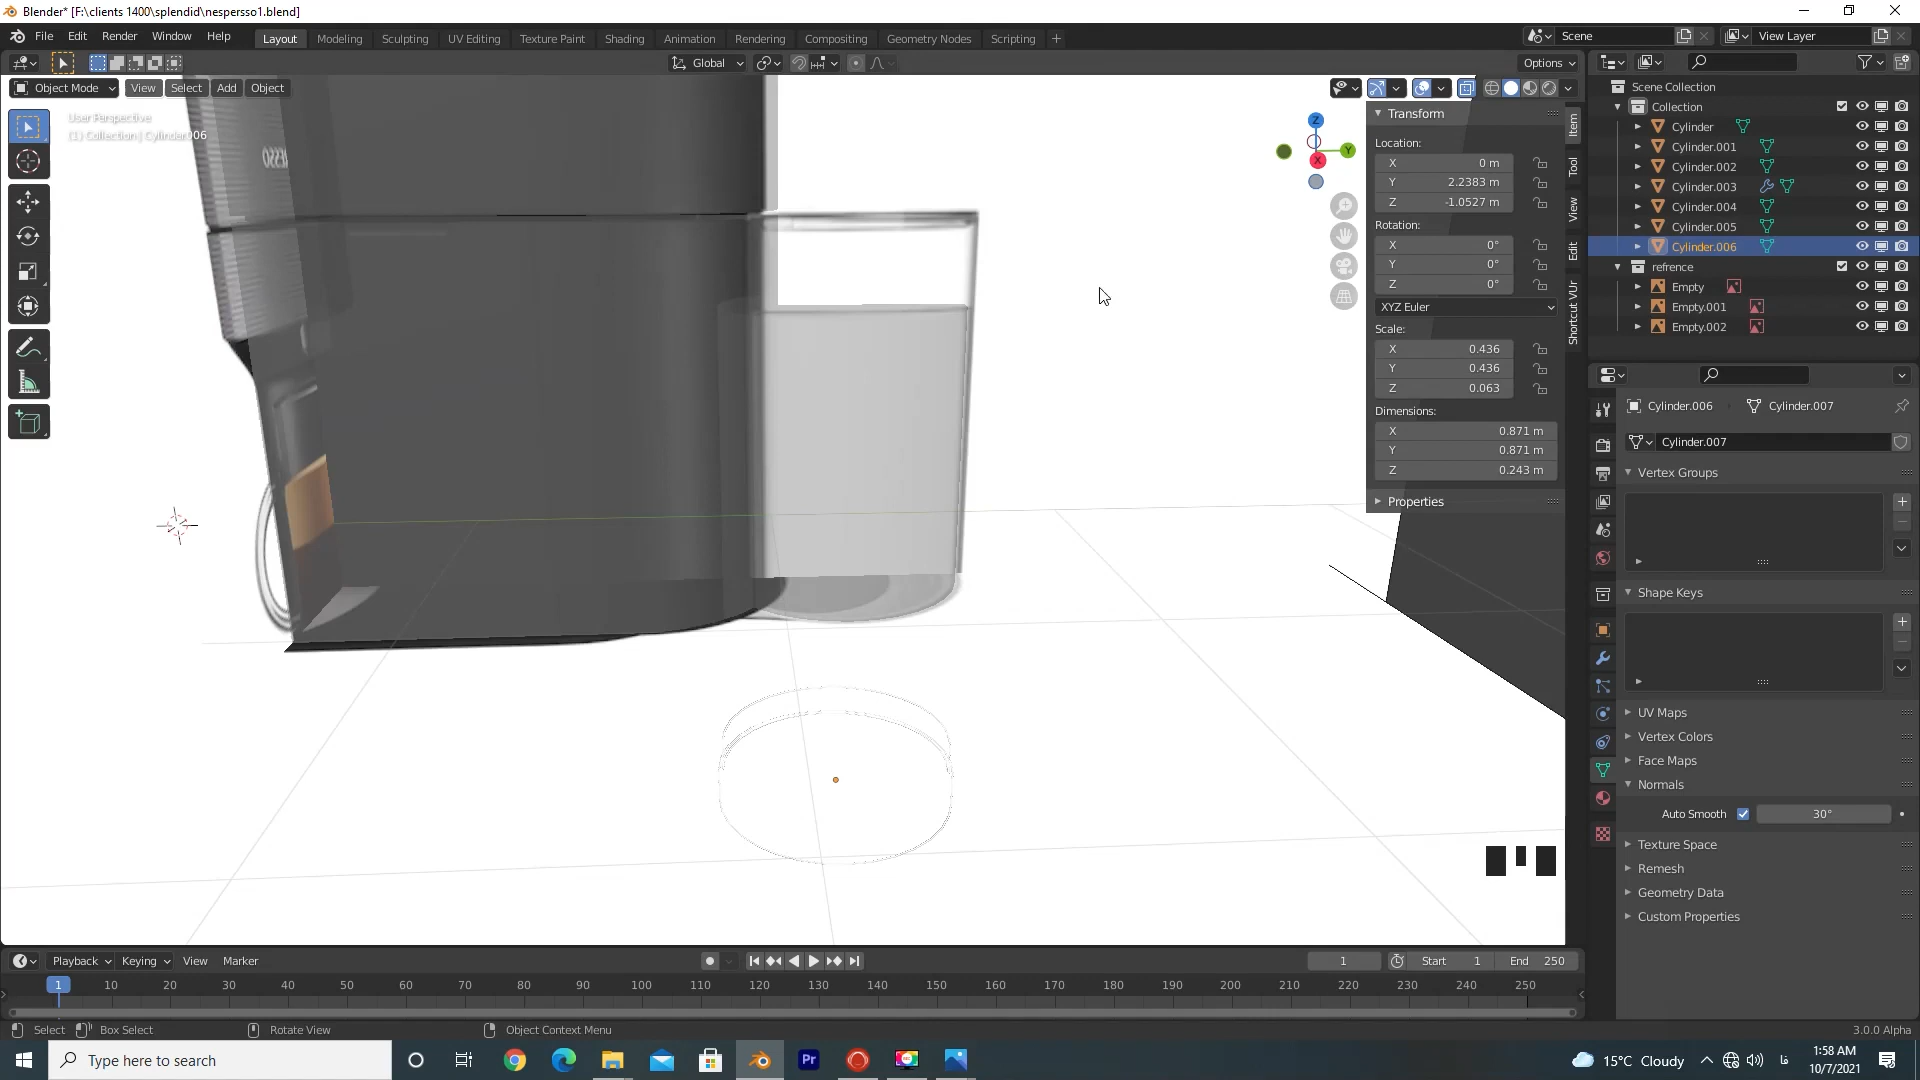 Blender* [F:\clients 1400\splendid\nespersso1.blend]
File Edit Render Window Help
Layout Modeling Sculpting UV Editing Texture Paint Shading Animation Rendering Compositing Geometry Nodes Scripting
Scene
View Layer
Global
Options
Object Mode
View Select Add Object
User Perspective
(1) Collection | Cylinder.006
Z
Y
X
Transform
Location:
X 0 m
Y 2.2383 m
Z -1.0527 m
Rotation:
X 0°
Y 0°
Z 0°
XYZ Euler
Scale:
X 0.436
Y 0.436
Z 0.063
Dimensions:
X 0.871 m
Y 0.871 m
Z 0.243 m
Properties
Item
Tool
View
Edit
Shortcut VUr
Scene Collection
Collection
Cylinder
Cylinder.001
Cylinder.002
Cylinder.003
Cylinder.004
Cylinder.005
Cylinder.006
refrence
Empty
Empty.001
Empty.002
Cylinder.006 Cylinder.007
Cylinder.007
Vertex Groups
Shape Keys
UV Maps
Vertex Colors
Face Maps
Normals
Auto Smooth 30°
Texture Space
Remesh
Geometry Data
Custom Properties
Playback Keying View Marker
1 Start 1 End 250
1 10 20 30 40 50 60 70 80 90 100 110 120 130 140 150 160 170 180 190 200 210 220 230 240 250
Select Box Select Rotate View Object Context Menu
3.0.0 Alpha
Type here to search
Pr
15°C Cloudy
فا
1:58 AM
10/7/2021